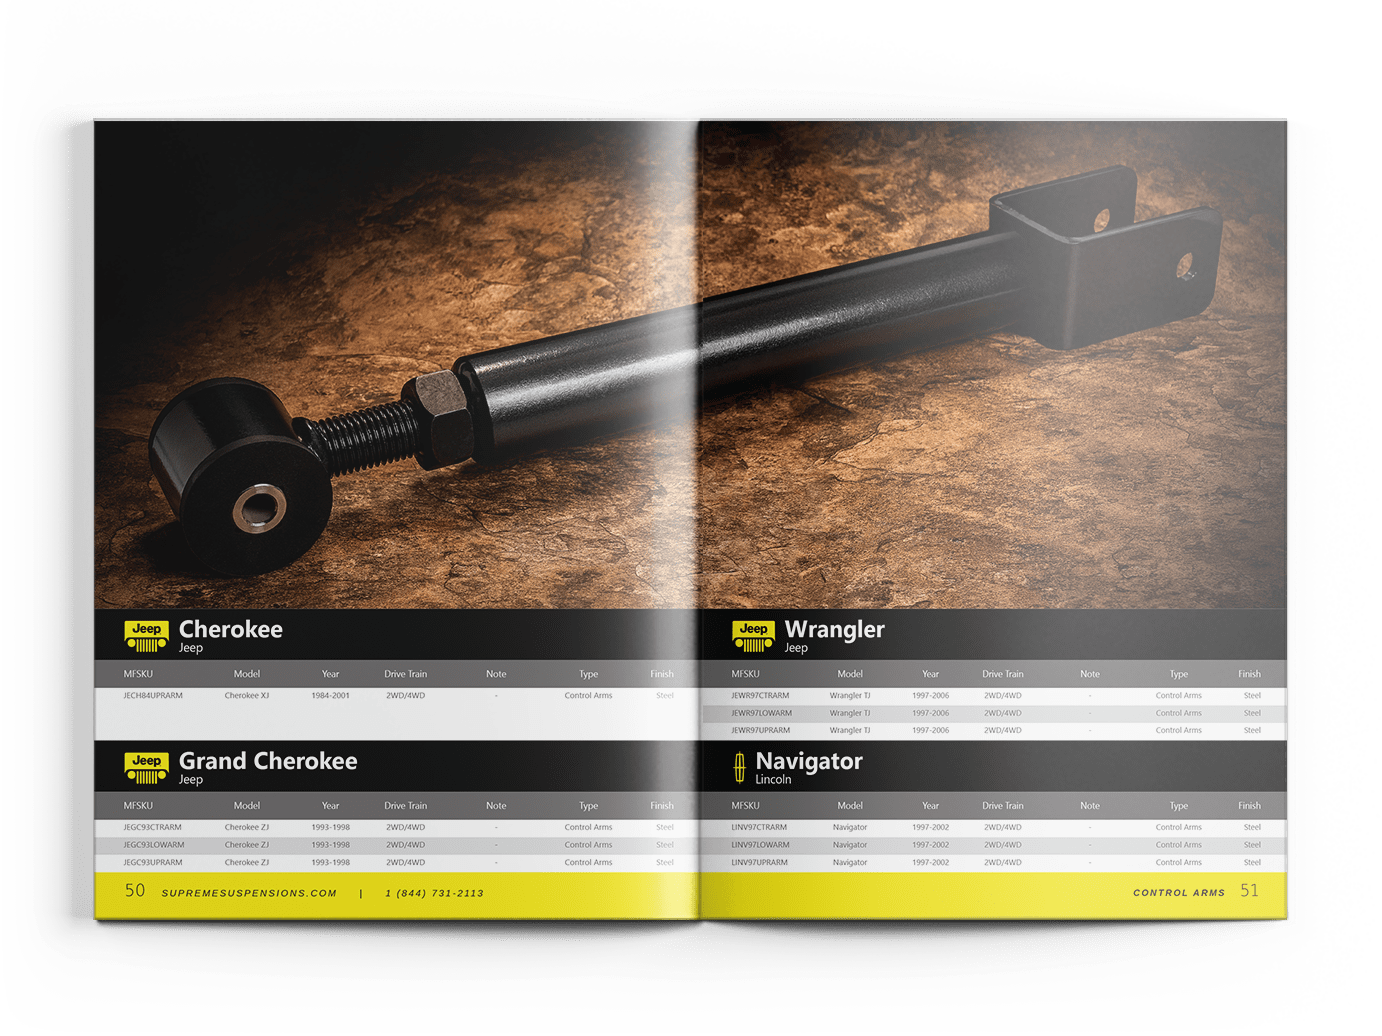 Jeep Cherokee
Jeep
MFSKU Model Year Drive Train Note Type Finish
JECH84UPRARM Cherokee XJ 1984-2001 2WD/4WD - Control Arms Steel
Jeep Grand Cherokee
Jeep
MFSKU Model Year Drive Train Note Type Finish
JEGC93CTRARM Cherokee ZJ 1993-1998 2WD/4WD - Control Arms Steel
JEGC93LOWARM Cherokee ZJ 1993-1998 2WD/4WD - Control Arms Steel
JEGC93UPRARM Cherokee ZJ 1993-1998 2WD/4WD - Control Arms Steel
50 SUPREMESUSPENSIONS.COM | 1 (844) 731-2113
Jeep Wrangler
Jeep
MFSKU Model Year Drive Train Note Type Finish
JEWR97CTRARM Wrangler TJ 1997-2006 2WD/4WD - Control Arms Steel
JEWR97LOWARM Wrangler TJ 1997-2006 2WD/4WD - Control Arms Steel
JEWR97UPRARM Wrangler TJ 1997-2006 2WD/4WD - Control Arms Steel
Navigator
Lincoln
MFSKU Model Year Drive Train Note Type Finish
LINV97CTRARM Navigator 1997-2002 2WD/4WD - Control Arms Steel
LINV97LOWARM Navigator 1997-2002 2WD/4WD - Control Arms Steel
LINV97UPRARM Navigator 1997-2002 2WD/4WD - Control Arms Steel
CONTROL ARMS 51